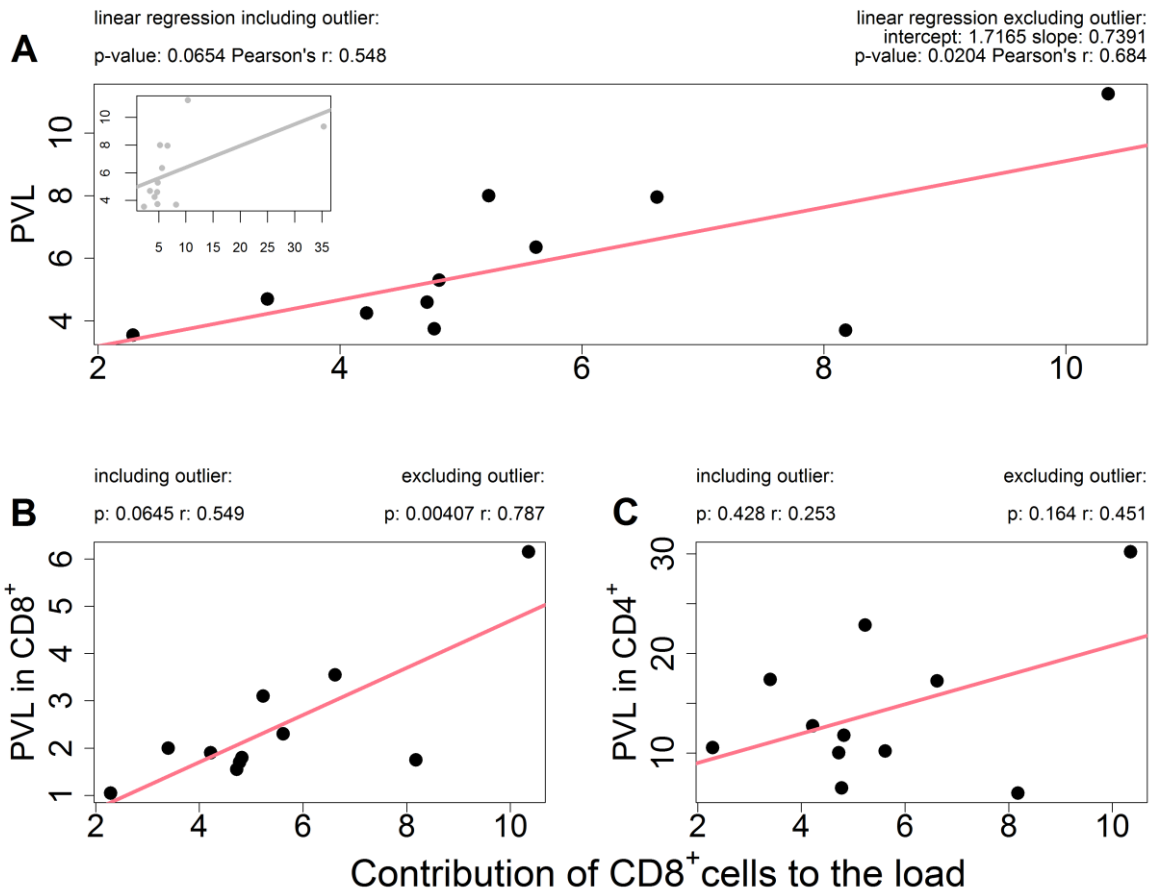 linear regression including outlier:
linear regression excluding outlier:
intercept: 1.7165 slope: 0.7391
A
p-value: 0.0654 Pearson's r: 0.548
p-value: 0.0204 Pearson's r: 0.684
PVL
4 6 8 10
2 4 6 8 10
4 6 8 10
5 10 15 20 25 30 35
including outlier:
excluding outlier:
B
p: 0.0645 r: 0.549
p: 0.00407 r: 0.787
PVL in CD8⁺
1 2 3 4 5 6
2 4 6 8 10
including outlier:
excluding outlier:
C
p: 0.428 r: 0.253
p: 0.164 r: 0.451
PVL in CD4⁺
10 20 30
2 4 6 8 10
Contribution of CD8⁺cells to the load